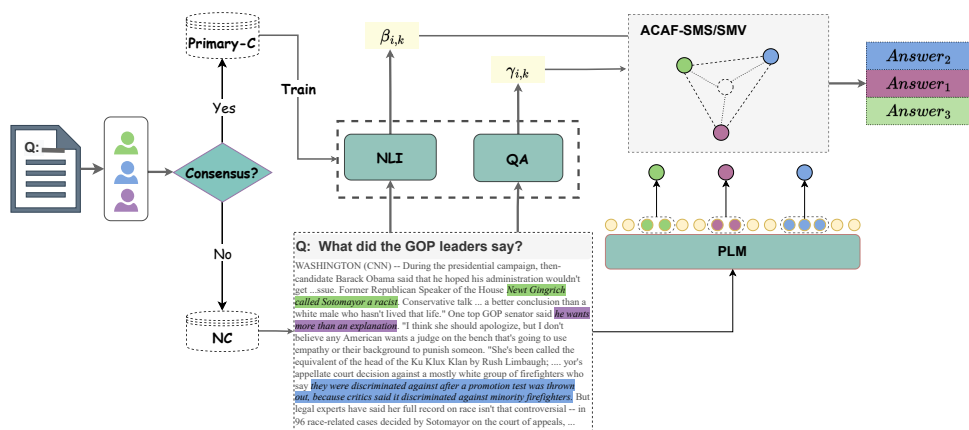 Primary-C
Q:
Yes
Consensus?
No
NC
Train
β_{i,k}
γ_{i,k}
NLI
QA
ACAF-SMS/SMV
Answer_2
Answer_1
Answer_3
PLM
Q: What did the GOP leaders say?
WASHINGTON (CNN) -- During the presidential campaign, then-
candidate Barack Obama said that he hoped his administration wouldn't
get ...ssue. Former Republican Speaker of the House Newt Gingrich
called Sotomayor a racist. Conservative talk ... a better conclusion than a
white male who hasn't lived that life." One top GOP senator said he wants
more than an explanation. "I think she should apologize, but I don't
believe any American wants a judge on the bench that's going to use
empathy or their background to punish someon. "She's been called the
equivalent of the head of the Ku Klux Klan by Rush Limbaugh; .... yor's
appellate court decision against a mostly white group of firefighters who
say they were discriminated against after a promotion test was thrown
out, because critics said it discriminated against minority firefighters. But
legal experts have said her full record on race isn't that controversial -- in
96 race-related cases decided by Sotomayor on the court of appeals, ...